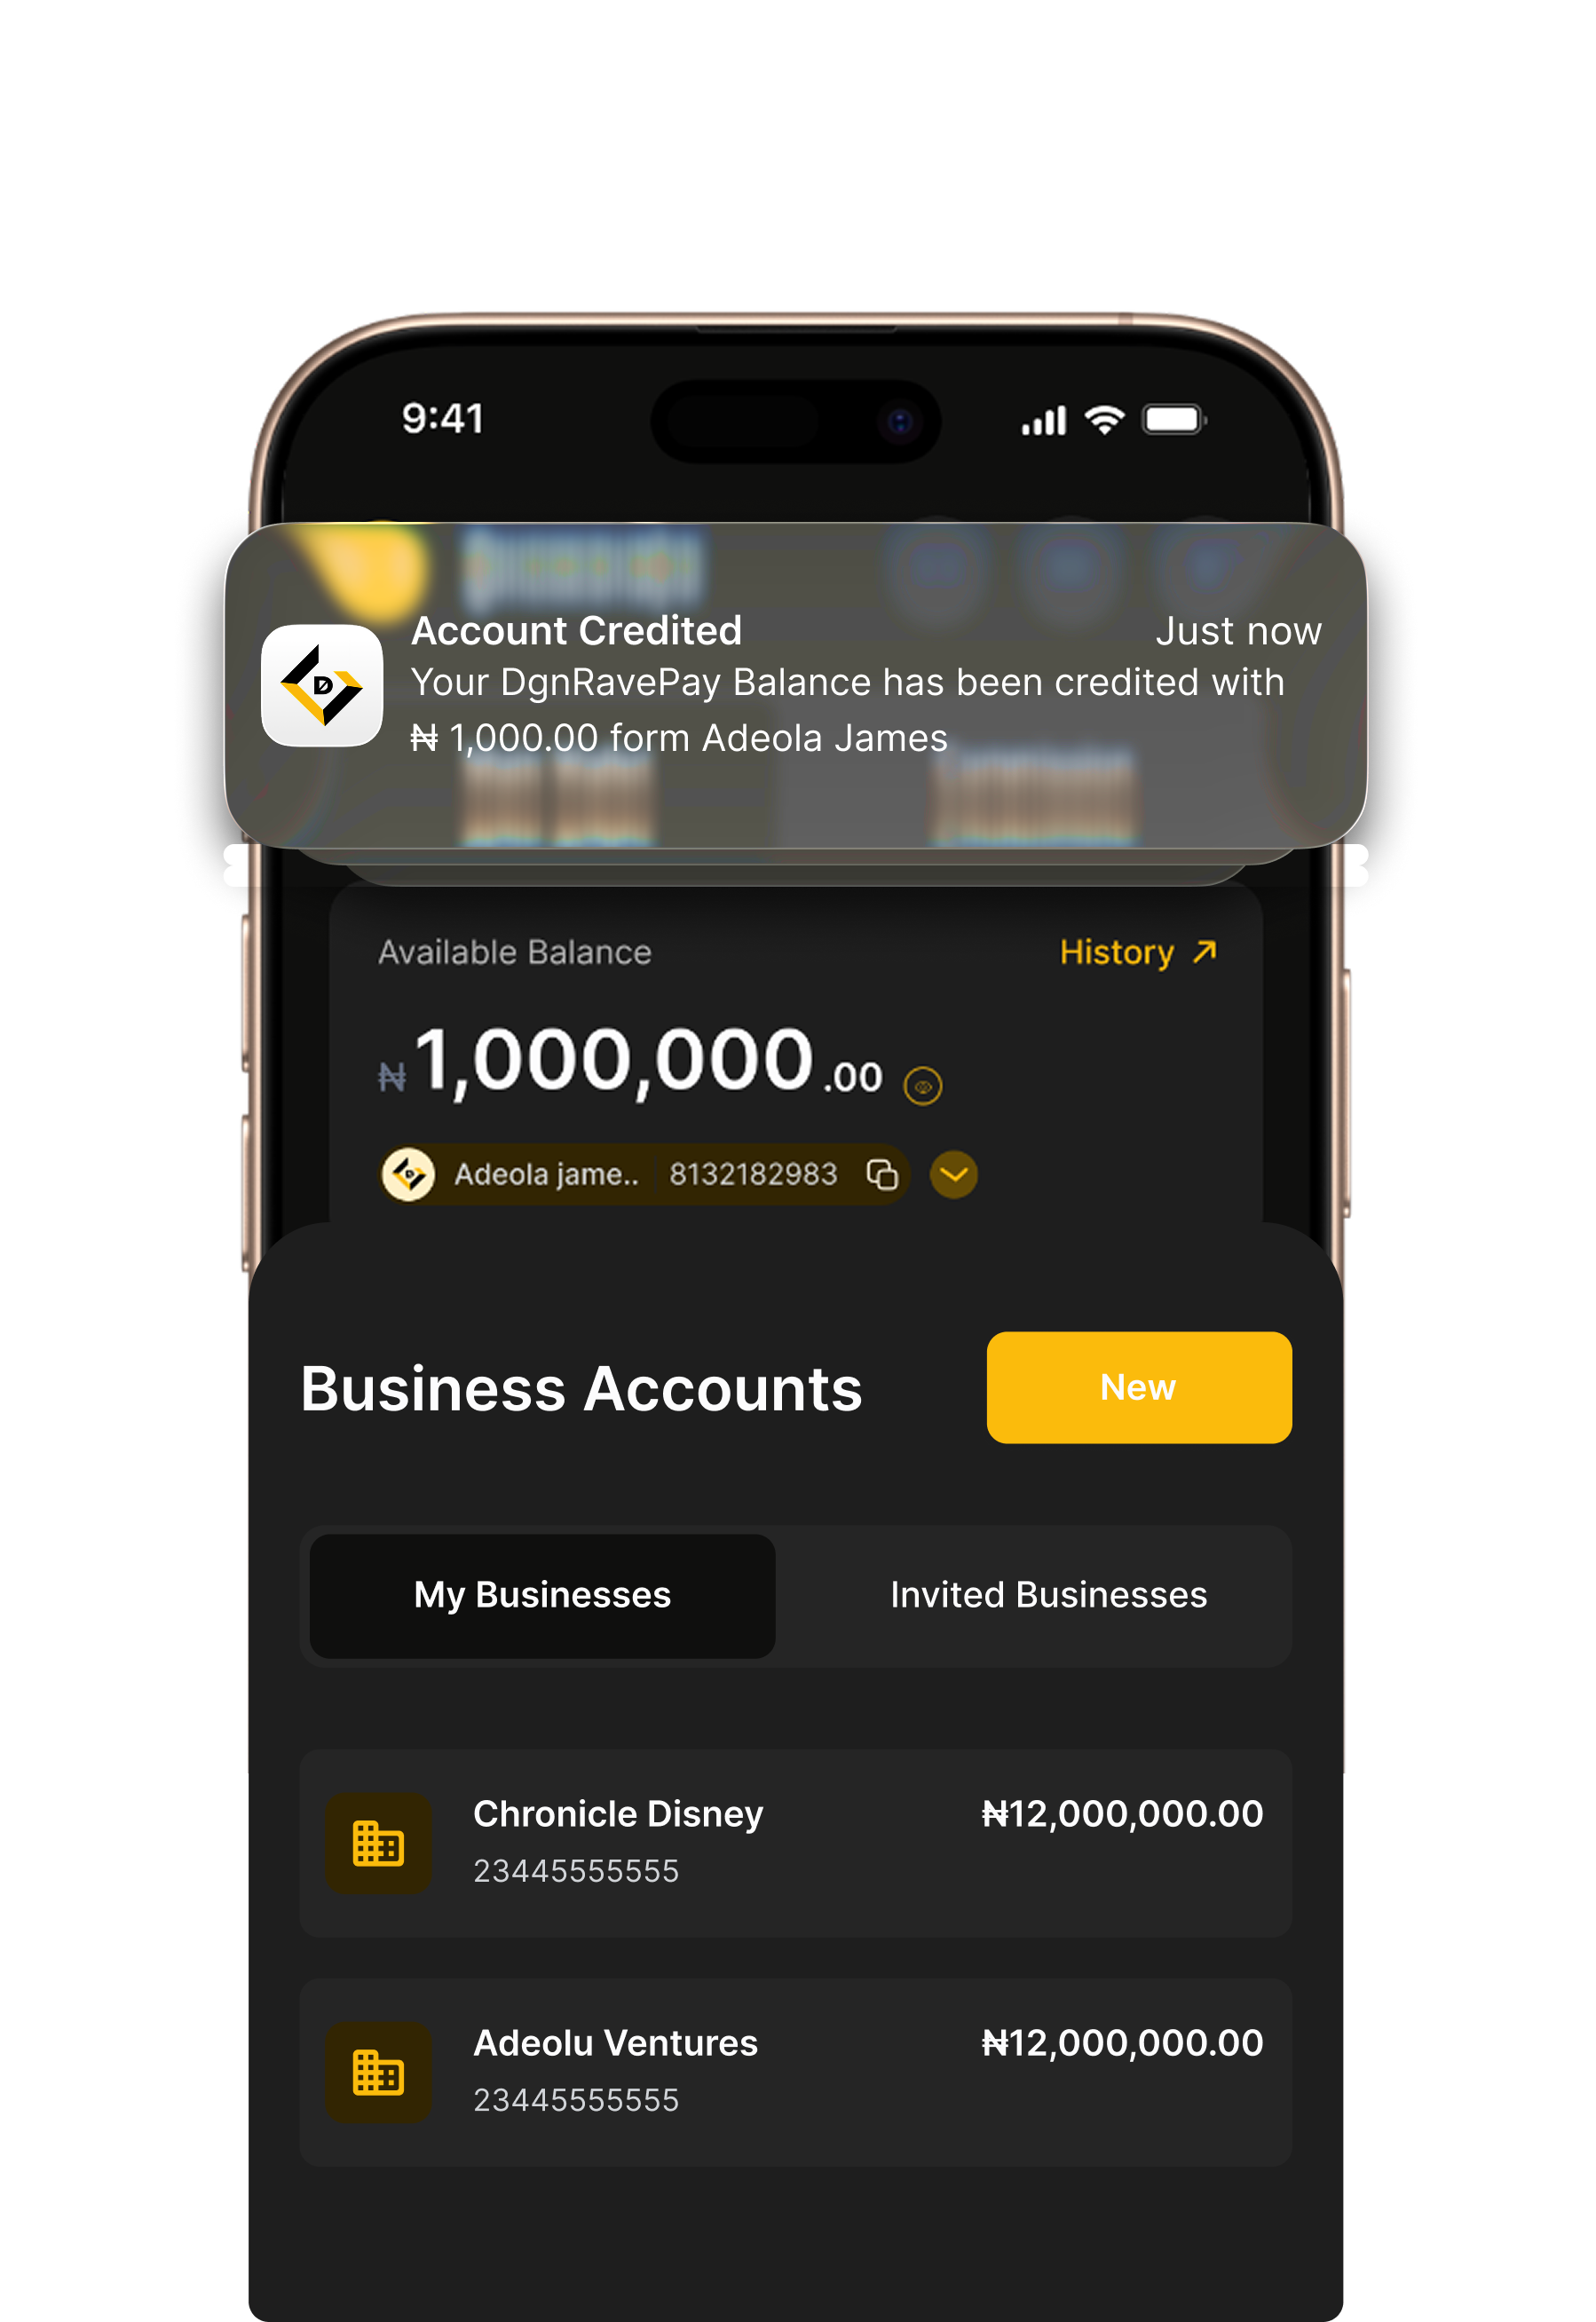 9:41
Account Credited
Just now
Your DgnRavePay Balance has been credited with
₦ 1,000.00 form Adeola James
Available Balance
History
₦1,000,000.00
Adeola jame..
8132182983
Business Accounts
New
My Businesses
Invited Businesses
Chronicle Disney
₦12,000,000.00
23445555555
Adeolu Ventures
₦12,000,000.00
23445555555